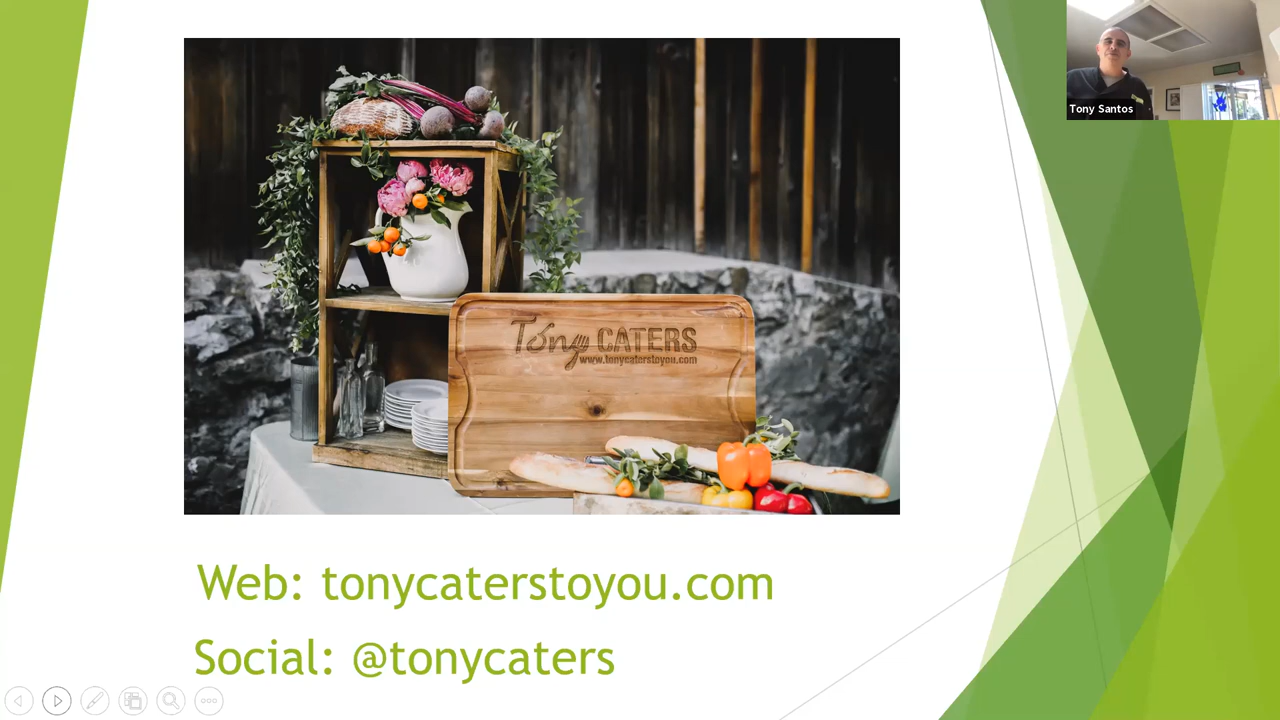 Tony Santos
Tony CATERS
www.tonycaterstoyou.com
Web: tonycaterstoyou.com
Social: @tonycaters